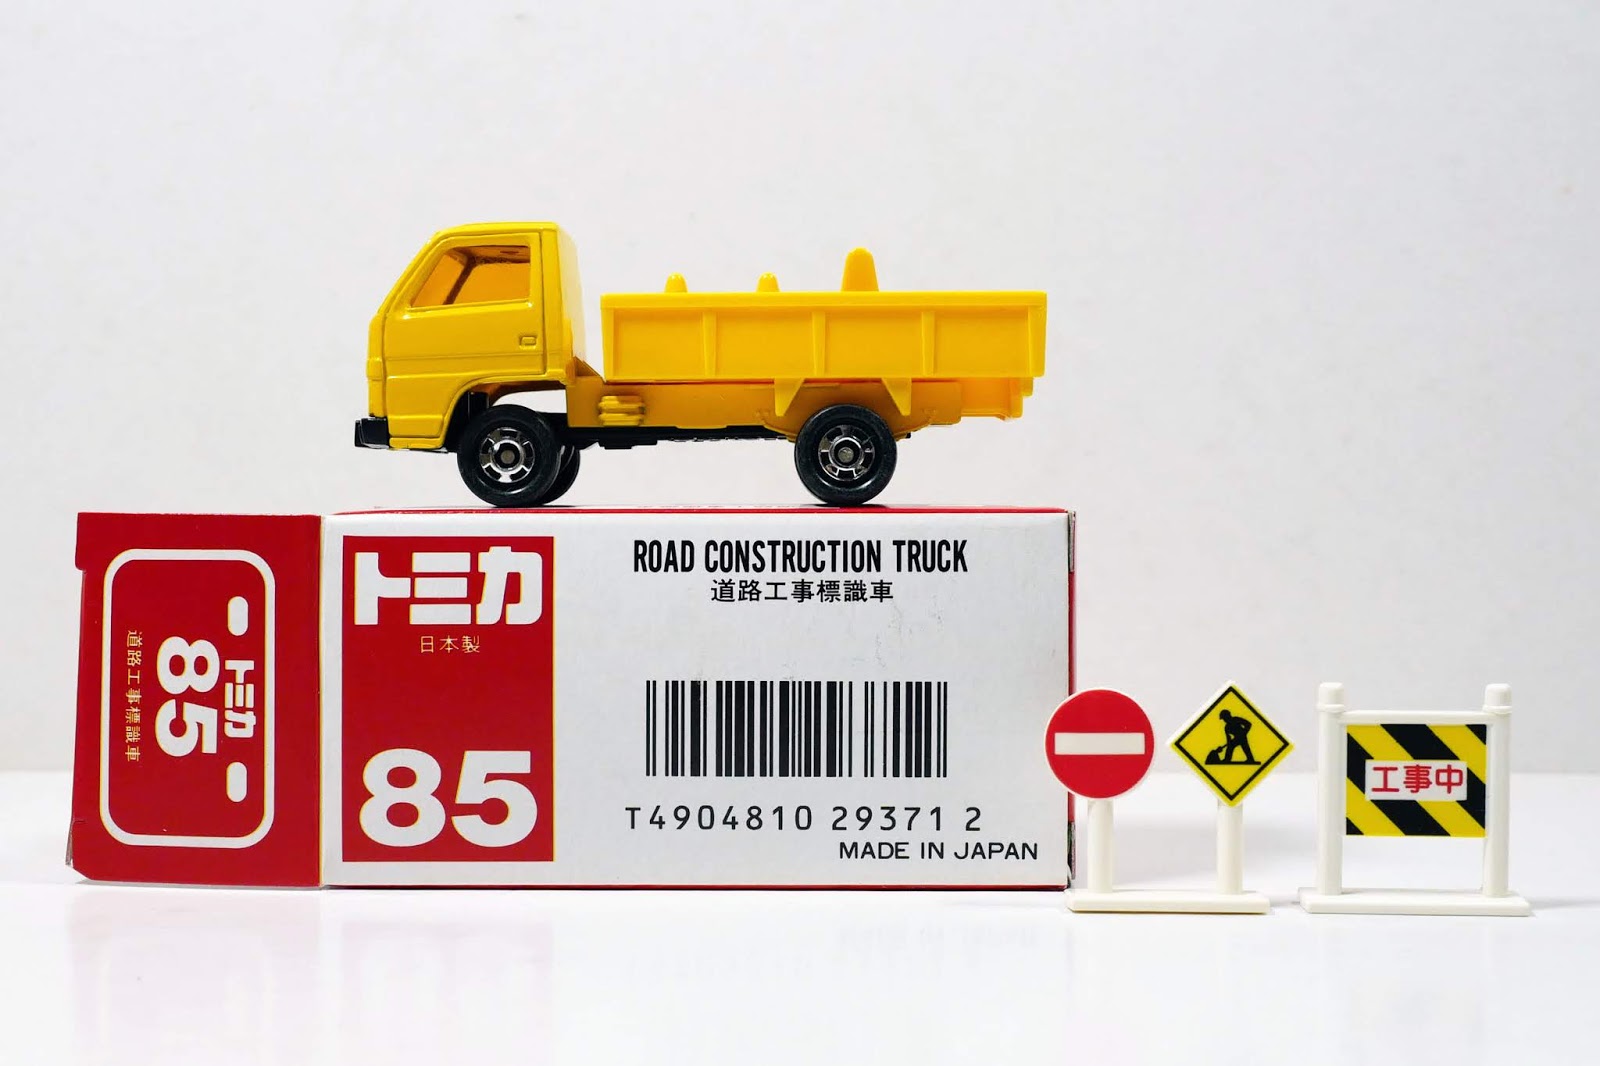 トミカ
85
道路工事標識車
トミカ
日本製
85
ROAD CONSTRUCTION TRUCK
道路工事標識車
T4904810 29371 2
MADE IN JAPAN
工事中